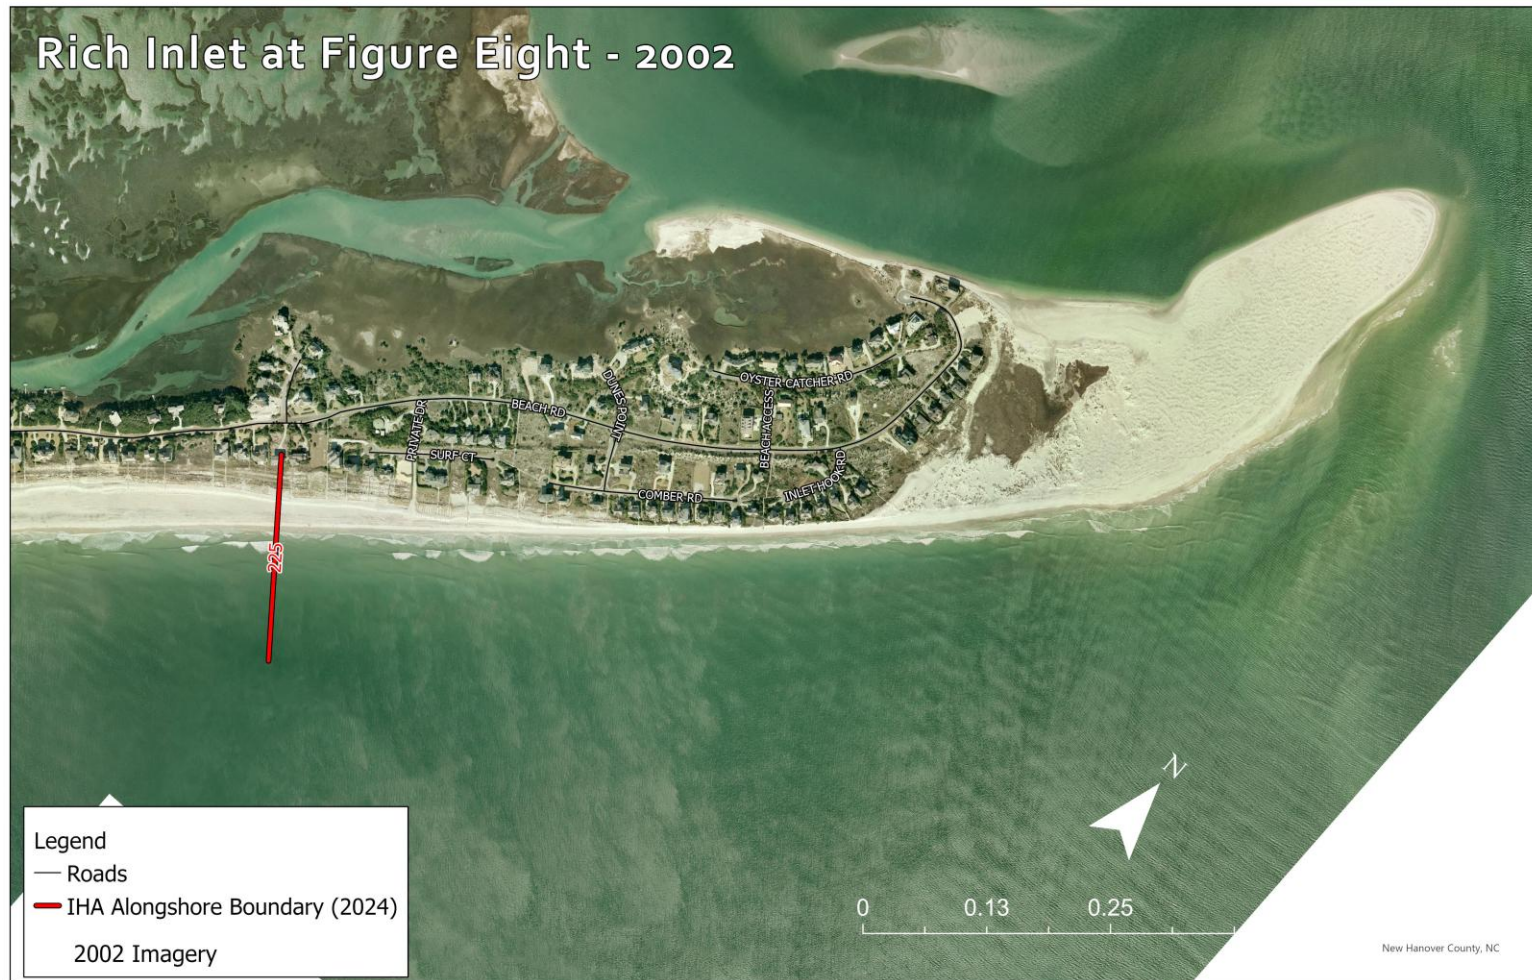 Rich Inlet at Figure Eight - 2002
OYSTER CATCHER RD
DUNES POINT
BEACH RD
PRIVATE DR
BEACH ACCESS
SURF CT
INLET HOOK RD
COMBER RD
225
N
Legend
Roads
IHA Alongshore Boundary (2024)
2002 Imagery
0 0.13 0.25
New Hanover County, NC